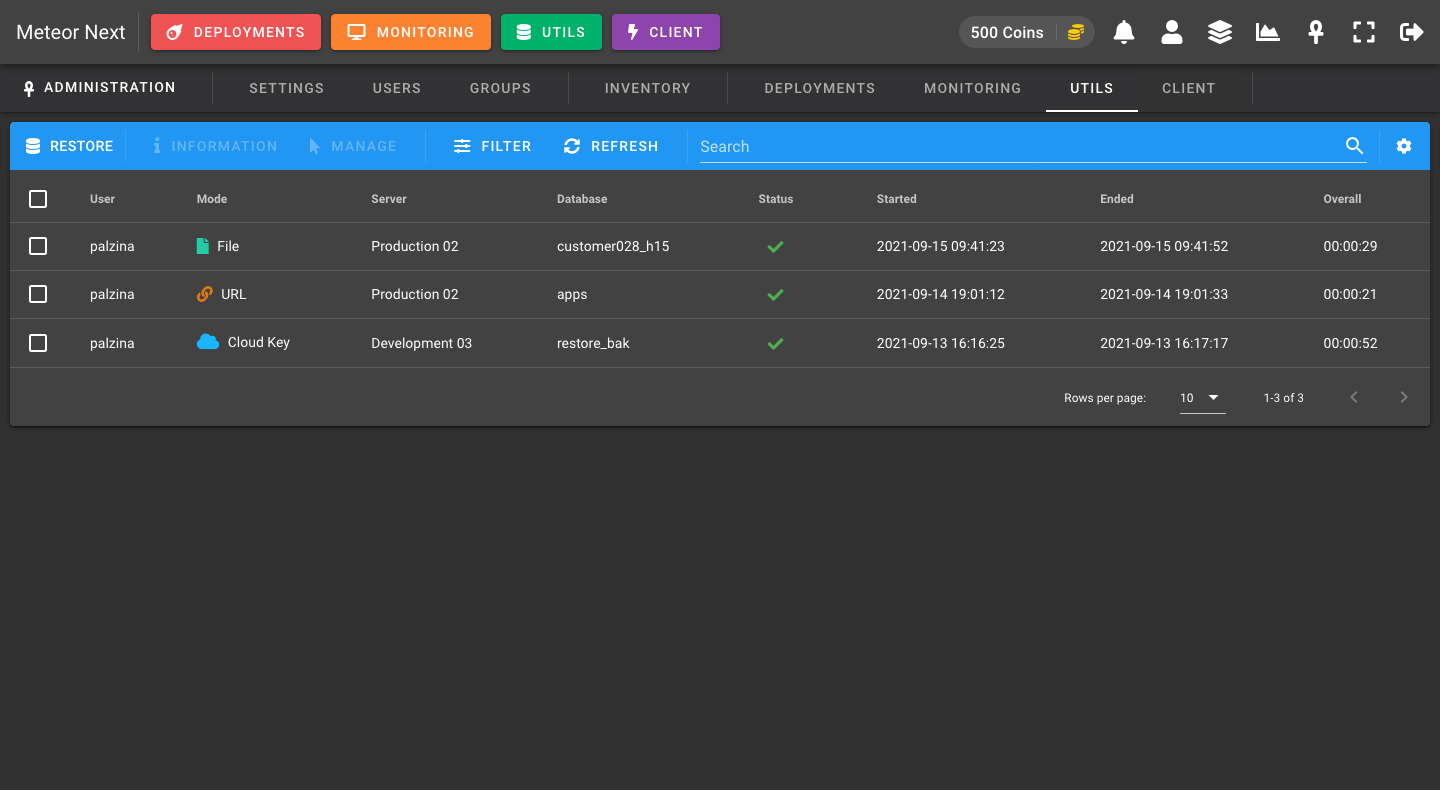 Meteor Next DEPLOYMENTS MONITORING UTILS CLIENT 500 Coins
ADMINISTRATION SETTINGS USERS GROUPS INVENTORY DEPLOYMENTS MONITORING UTILS CLIENT
RESTORE INFORMATION MANAGE FILTER REFRESH Search
User Mode Server Database Status Started Ended Overall
palzina File Production 02 customer028_h15 2021-09-15 09:41:23 2021-09-15 09:41:52 00:00:29
palzina URL Production 02 apps 2021-09-14 19:01:12 2021-09-14 19:01:33 00:00:21
palzina Cloud Key Development 03 restore_bak 2021-09-13 16:16:25 2021-09-13 16:17:17 00:00:52
Rows per page: 10 1-3 of 3